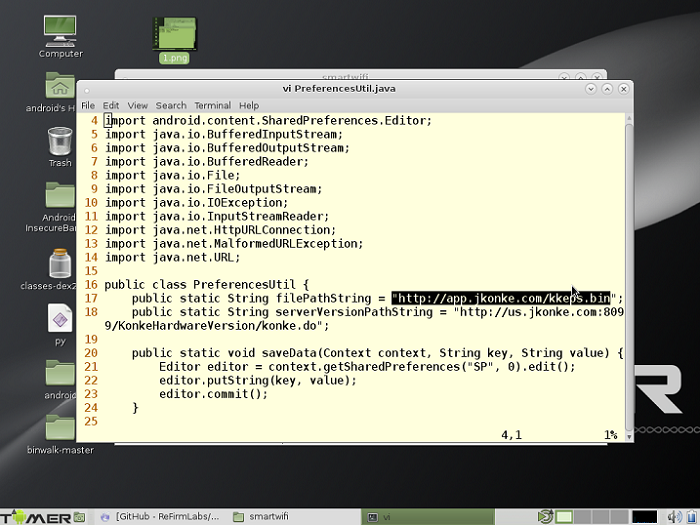 Computer
1.png
android's H
Trash
Android
InsecureBan
classes-dex2
py
android
binwalk-master
smartwifi
vi PreferencesUtil.java
File Edit View Search Terminal Help
4 import android.content.SharedPreferences.Editor;
5 import java.io.BufferedInputStream;
6 import java.io.BufferedOutputStream;
7 import java.io.BufferedReader;
8 import java.io.File;
9 import java.io.FileOutputStream;
10 import java.io.IOException;
11 import java.io.InputStreamReader;
12 import java.net.HttpURLConnection;
13 import java.net.MalformedURLException;
14 import java.net.URL;
15
16 public class PreferencesUtil {
17 public static String filePathString = "http://app.jkonke.com/kkeps.bin";
18 public static String serverVersionPathString = "http://us.jkonke.com:809
9/KonkeHardwareVersion/konke.do";
19
20 public static void saveData(Context context, String key, String value) {
21 Editor editor = context.getSharedPreferences("SP", 0).edit();
22 editor.putString(key, value);
23 editor.commit();
24 }
25
4,1 1%
R
[GitHub - ReFirmLabs/... smartwifi vi